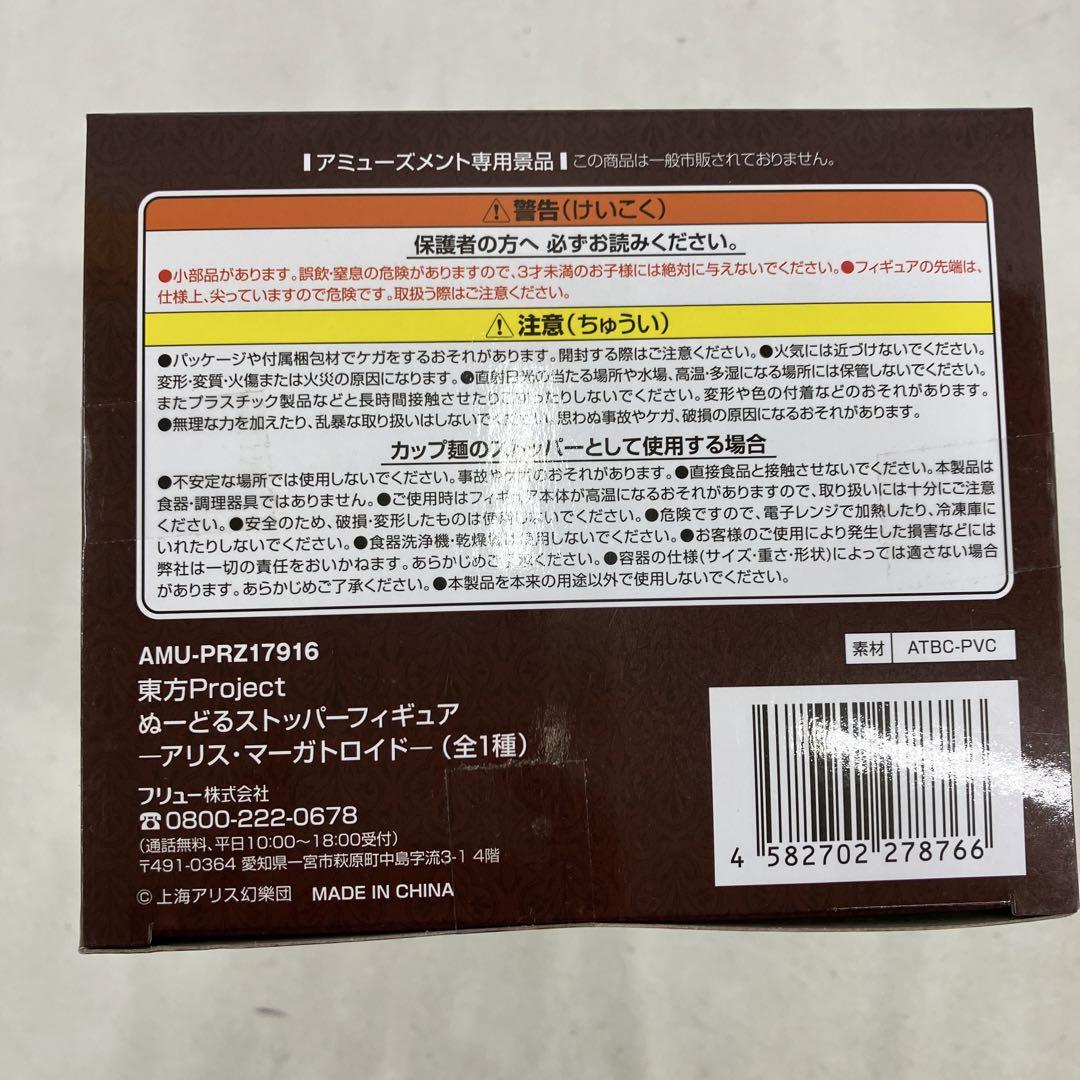 アミューズメント専用景品 この商品は一般市販されておりません。
警告(けいこく)
保護者の方へ 必ずお読みください。
●小部品があります。誤飲・窒息の危険がありますので、3才未満のお子様には絶対に与えないでください。●フィギュアの先端は、
仕様上、尖っていますので危険です。取扱う際はご注意ください。
注意(ちゅうい)
●パッケージや付属梱包材でケガをするおそれがあります。開封する際はご注意ください。●火気には近づけないでください。
変形・変質・火傷または火災の原因になります。●直射日光の当たる場所や水場、高温・多湿になる場所には保管しないでください。
またプラスチック製品などと長時間接触させたりこすったりしないでください。変形や色の付着などのおそれがあります。
●無理な力を加えたり、乱暴な取り扱いはしないでください。思わぬ事故やケガ、破損の原因になるおそれがあります。
カップ麺のストッパーとして使用する場合
●不安定な場所では使用しないでください。事故やケガのおそれがあります。●直接食品と接触させないでください。本製品は
食器・調理器具ではありません。●ご使用時はフィギュア本体が高温になるおそれがありますので、取り扱いには十分にご注意
ください。●安全のため、破損・変形したものは使用しないでください。●危険ですので、電子レンジで加熱したり、冷凍庫に
いれたりしないでください。●食器洗浄機・乾燥機は使用しないでください。●お客様のご使用により発生した損害などには
弊社は一切の責任をおいかねます。あらかじめご了承ください。●容器の仕様(サイズ・重さ・形状)によっては適さない場合
があります。あらかじめご了承ください。●本製品を本来の用途以外で使用しないでください。
AMU-PRZ17916
素材 ATBC-PVC
東方Project
ぬーどるストッパーフィギュア
―アリス・マーガトロイド―(全1種)
フリュー株式会社
☎0800-222-0678
(通話無料、平日10:00~18:00受付)
〒491-0364 愛知県一宮市萩原町中島字流3-1 4階
© 上海アリス幻樂団 MADE IN CHINA
4 582702 278766